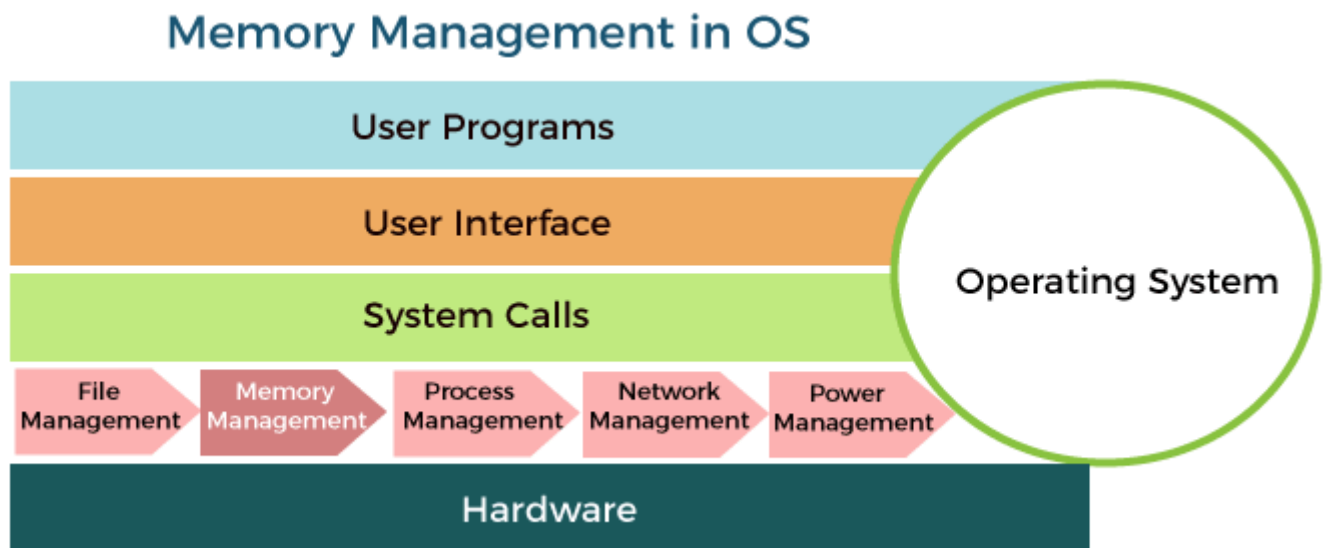 Memory Management in OS
User Programs
User Interface
System Calls
Operating System
File
Management
Memory
Management
Process
Management
Network
Management
Power
Management
Hardware